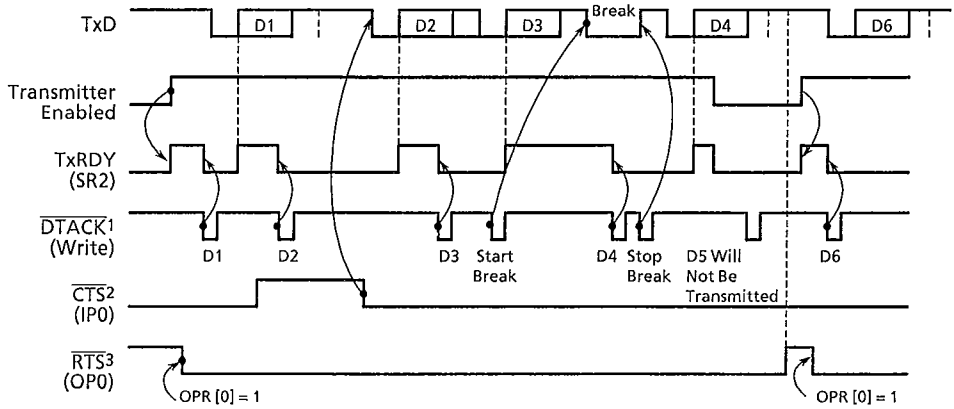 Break
TxD D1 D2 D3 D4 D6
Transmitter
Enabled
TxRDY
(SR2)
DTACK1
(Write)
D1 D2 D3 Start
Break D4 Stop
Break D5 Will
Not Be
Transmitted D6
CTS2
(IP0)
RTS3
(OP0)
OPR [0] = 1 OPR [0] = 1